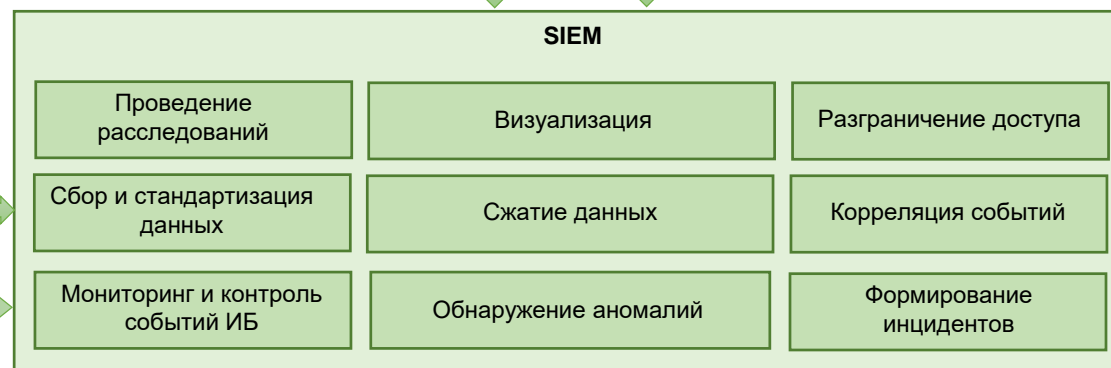 SIEM
Проведение
расследований
Визуализация
Разграничение доступа
Сбор и стандартизация
данных
Сжатие данных
Корреляция событий
Мониторинг и контроль
событий ИБ
Обнаружение аномалий
Формирование
инцидентов